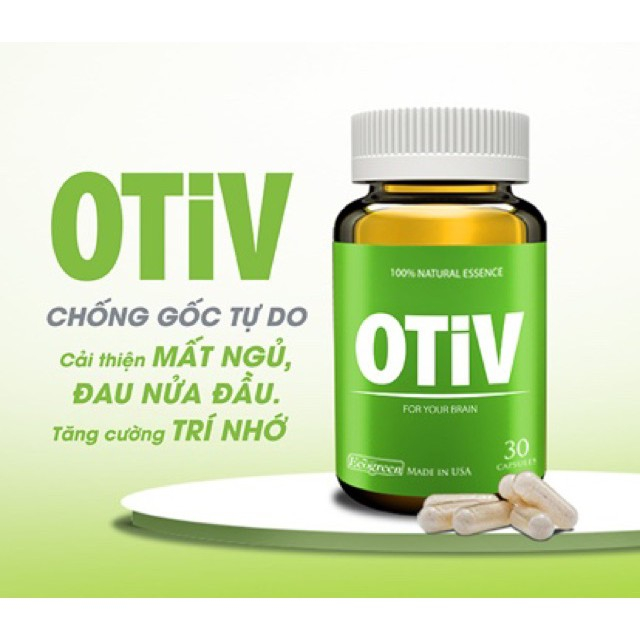 OTiV
CHỐNG GỐC TỰ DO
Cải thiện MẤT NGỦ,
ĐAU NỬA ĐẦU.
Tăng cường TRÍ NHỚ
100% NATURAL ESSENCE
OTiV
FOR YOUR BRAIN
Ecogreen MADE IN USA
30
CAPSULES